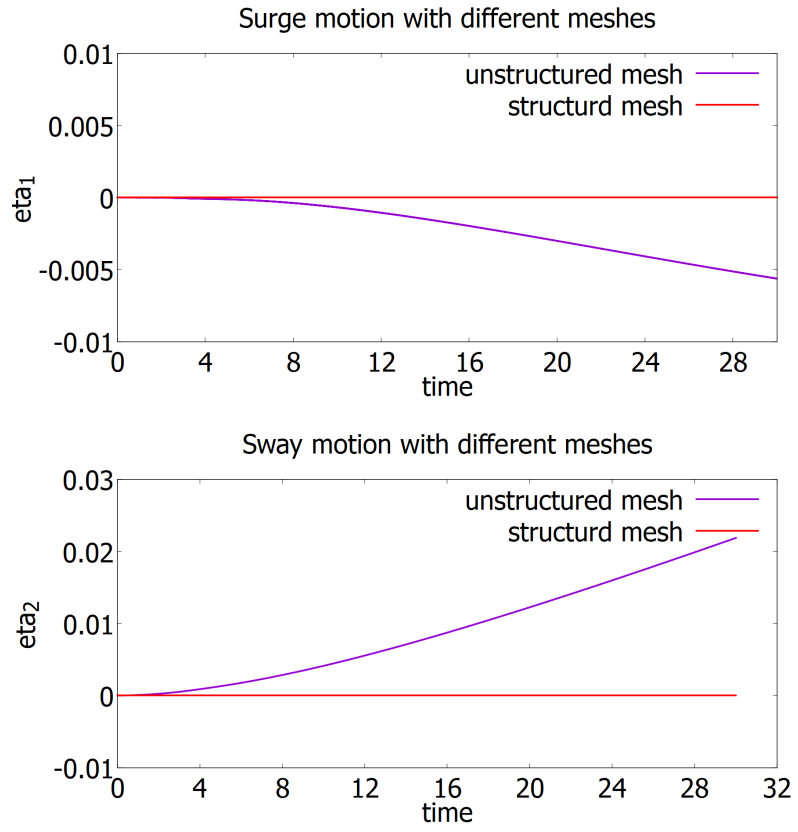 Surge motion with different meshes
0.01
unstructured mesh
structurd mesh
0.005
0
eta₁
-0.005
-0.01
0 4 8 12 16 20 24 28
time
Sway motion with different meshes
0.03
unstructured mesh
structurd mesh
0.02
0.01
eta₂
0
-0.01
0 4 8 12 16 20 24 28 32
time